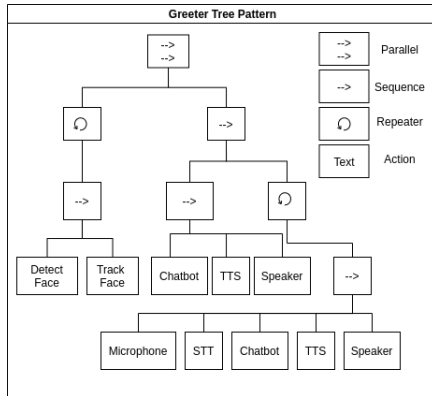 Greeter Tree Pattern
-->
-->
-->
-->
Parallel
-->
Sequence
Repeater
Text
Action
-->
-->
-->
Detect
Face
Track
Face
Chatbot
TTS
Speaker
-->
Microphone
STT
Chatbot
TTS
Speaker